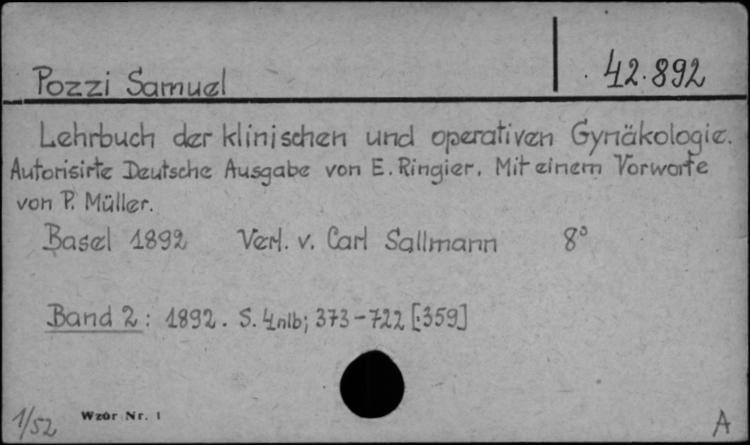 Pozzi Samuel
42.892
Lehrbuch der klinischen und operativen Gynäkologie.
Autorisirte Deutsche Ausgabe von E. Ringier. Mit einem Vorworte
von P. Müller.
Basel 1892 Verl. v. Carl Sallmann 8°
Band 2: 1892. S. 4nlb; 373-722 [:359]
1/52 Wzór Nr. 1 A